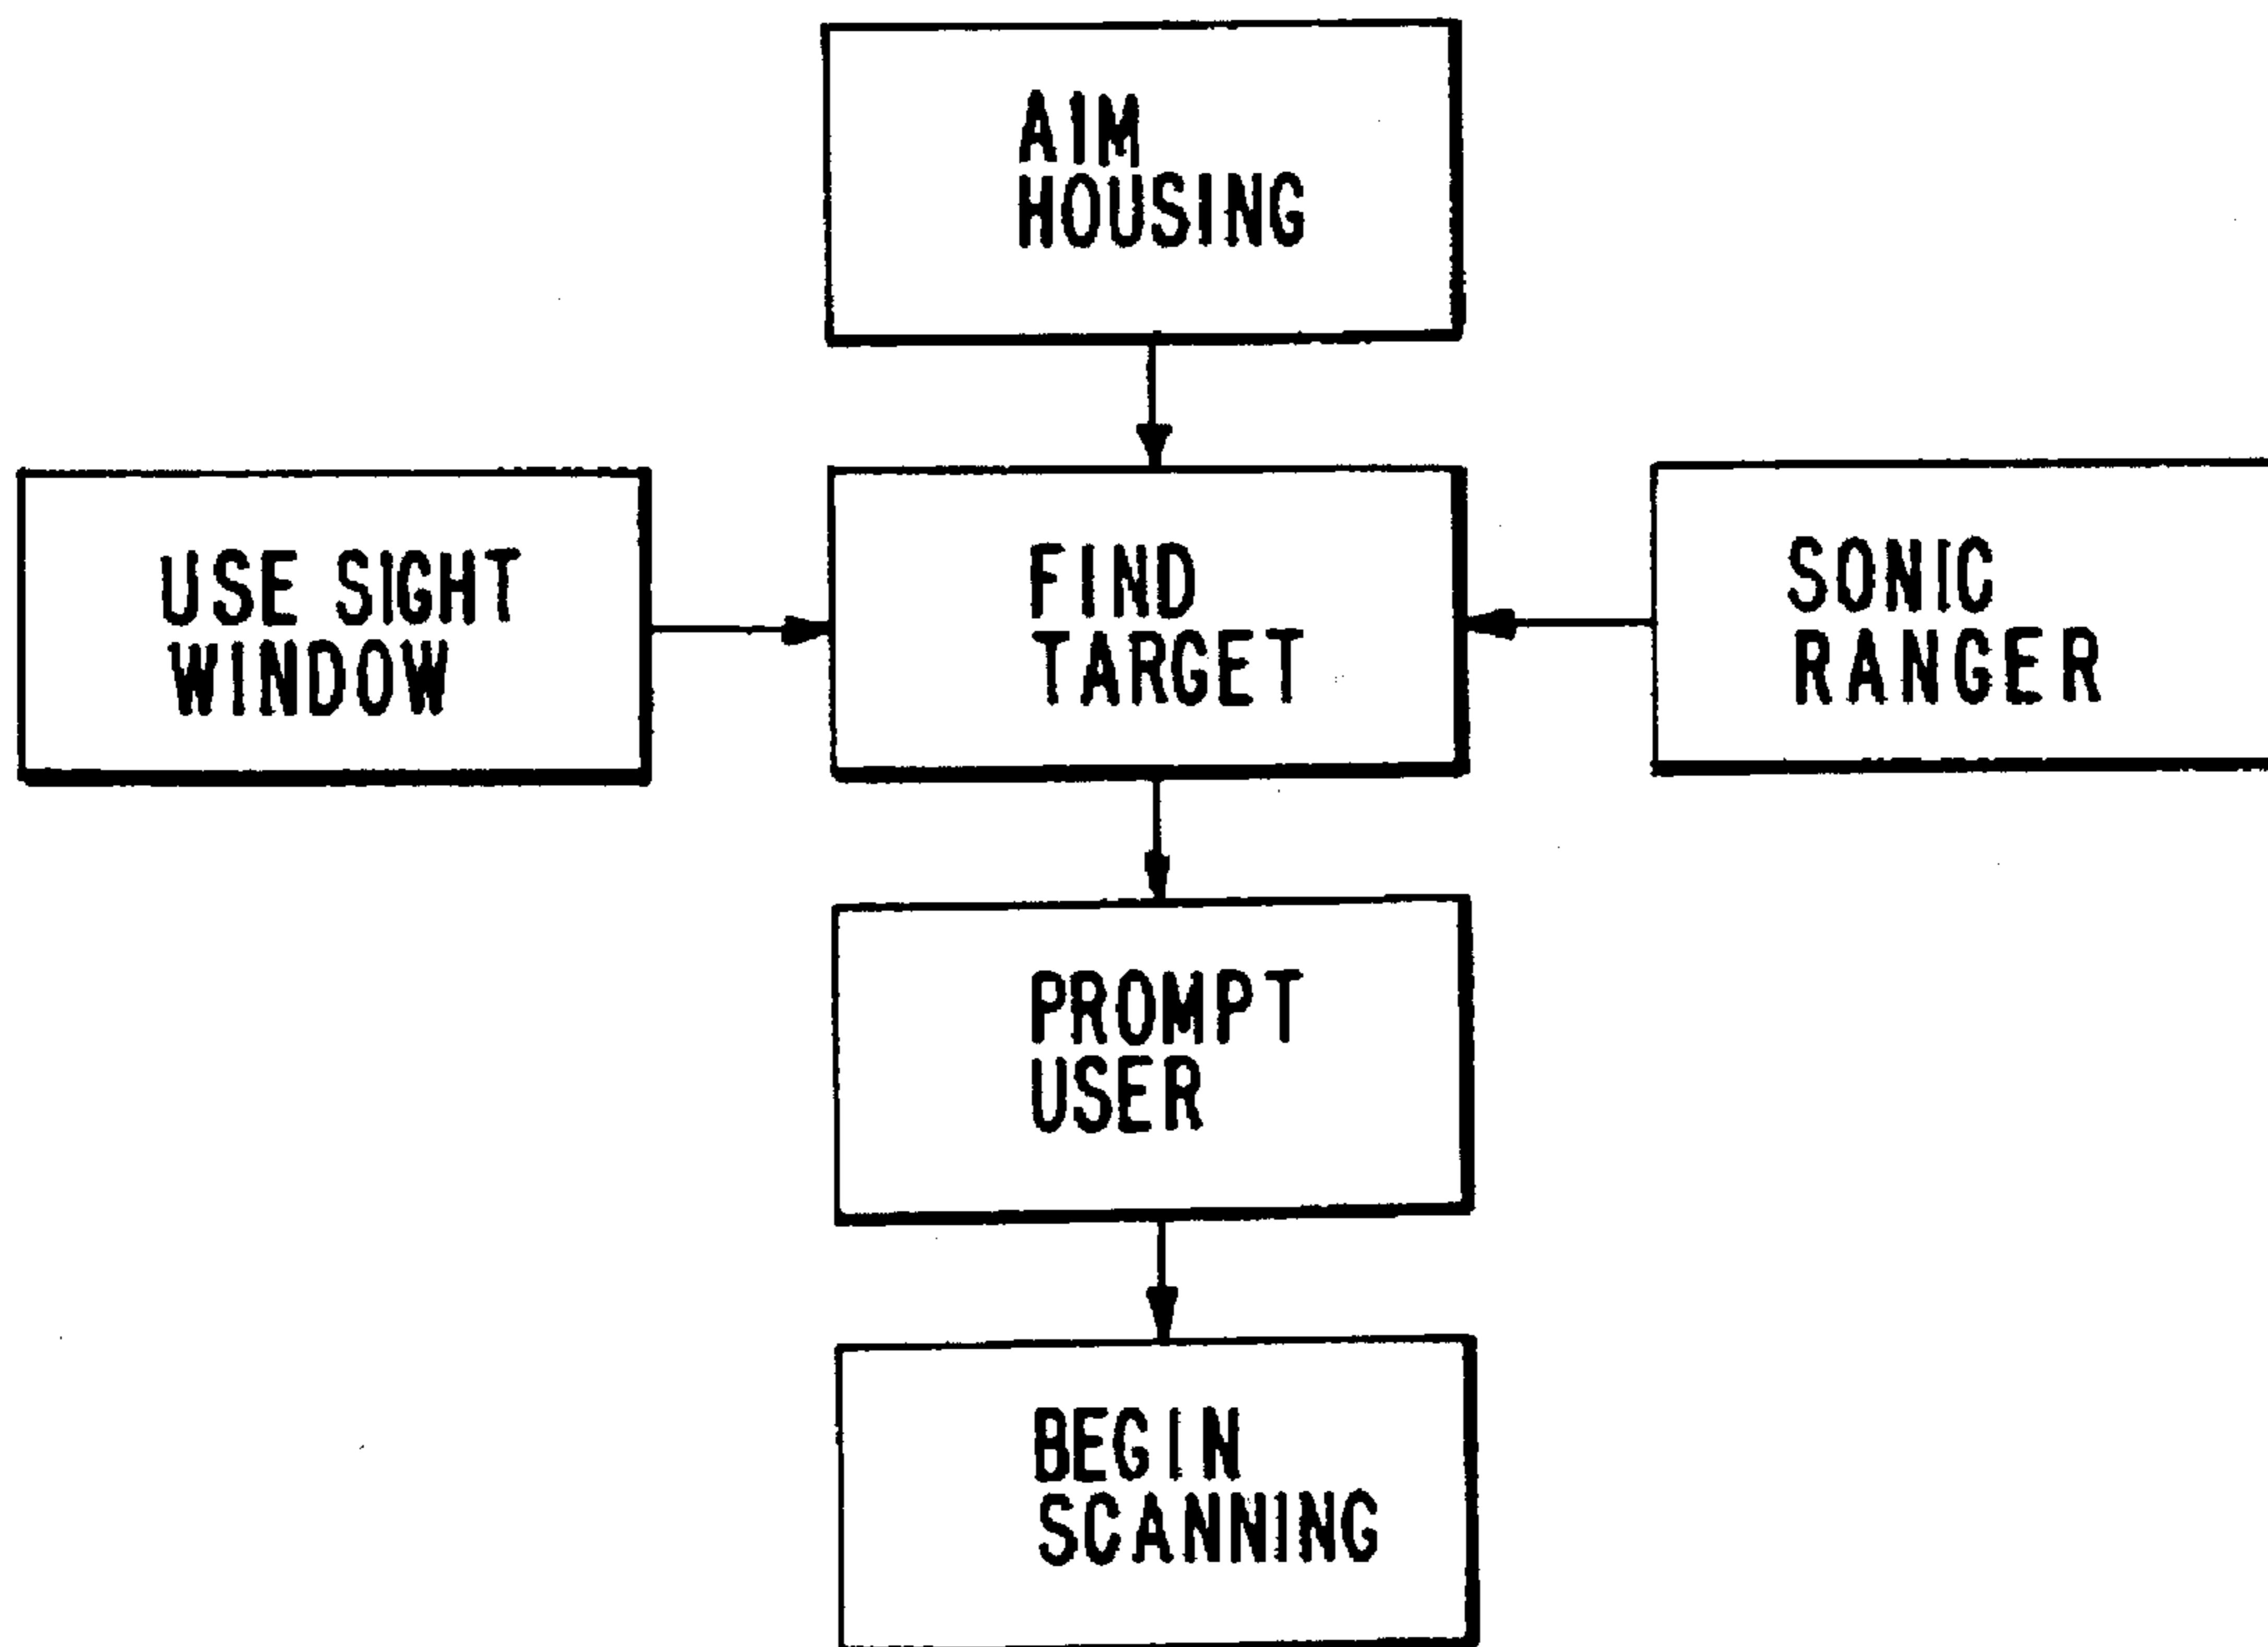 AIM
HOUSING
USE SIGHT
WINDOW
FIND
TARGET
SONIC
RANGER
PROMPT
USER
BEGIN
SCANNING